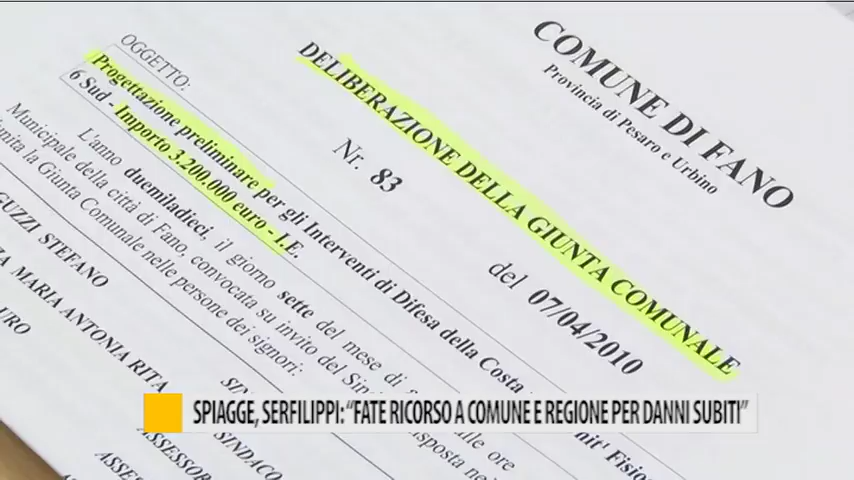 COMUNE DI FANO
Provincia di Pesaro e Urbino
DELIBERAZIONE DELLA GIUNTA COMUNALE
Nr. 83
del 07/04/2010
OGGETTO:
Progettazione preliminare per gli Interventi di Difesa della Costa
6 Sud - Importo 3.200.000 euro - I.E.
L'anno duemiladieci, il giorno sette del mese di
Municipale della città di Fano, convocata su invito del Sin
la Giunta Comunale nelle persone dei signori:
GUZZI STEFANO
MARIA ANTONIA RITA
SINDACO
ASSESSOR
ASSE
SPIAGGE, SERFILIPPI: “FATE RICORSO A COMUNE E REGIONE PER DANNI SUBITI”